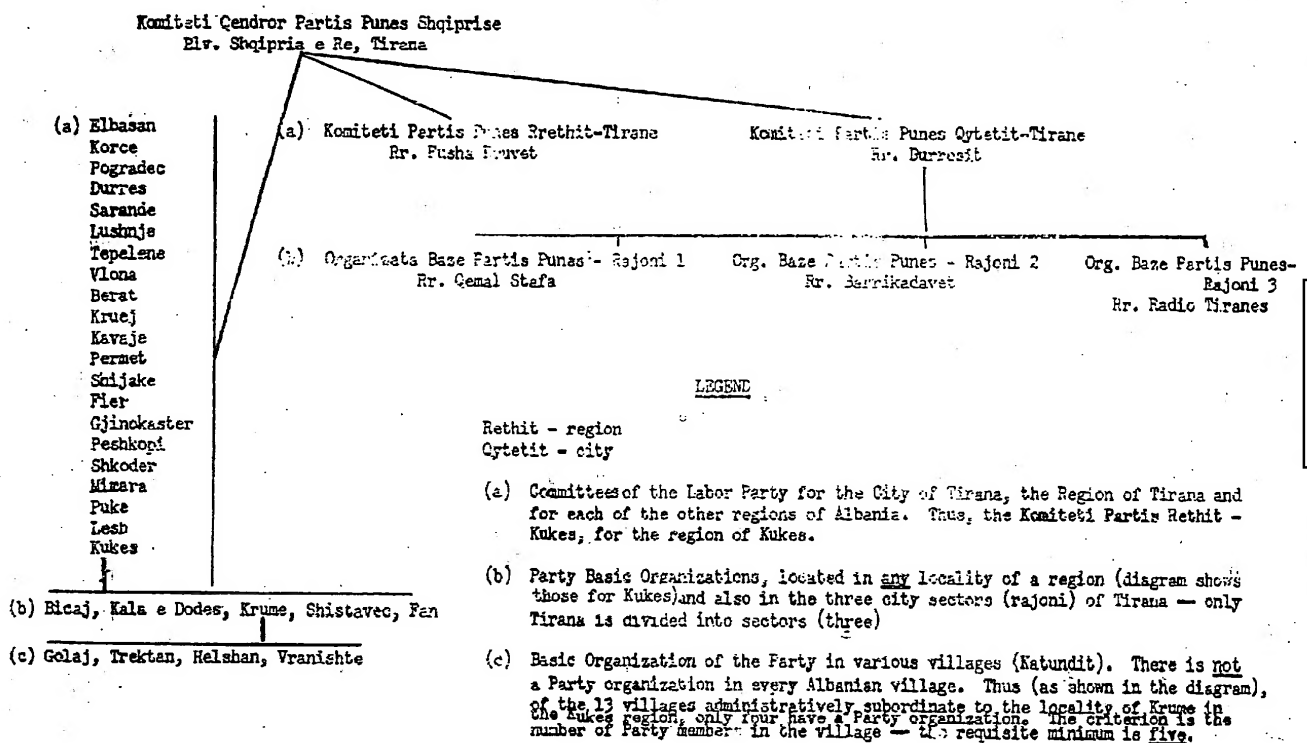 Komiteti Qendror Partis Punes Shqiprise
Blv. Shqipria e Re, Tirana
(a) Elbasan
Korce
Pogradec
Durres
Sarande
Lushnje
Tepelene
Vlona
Berat
Kruej
Kavaje
Permet
Shijake
Fier
Gjinokaster
Peshkopi
Shkoder
Mirara
Puke
Lesh
Kukes
(b) Bicaj, Kala e Dodes, Krume, Shistavec, Fan
(c) Golaj, Trektan, Helshan, Vranishte
(a) Komiteti Partis Punes Rrethit-Tirana
Rr. Fusha
Komiteti Partis Punes Qytetit-Tirane
Rr. Durresit
(b) Organizata Baze Partis Punes - Rajoni 1
Rr. Qemal Stafa
Org. Baze Partis Punes - Rajoni 2
Rr. Barrikadavet
Org. Baze Partis Punes-
Rajoni 3
Rr. Radio Tiranes
LEGEND
Rethit - region
Qytetit - city
(a) Committees of the Labor Party for the City of Tirana, the Region of Tirana and
for each of the other regions of Albania. Thus, the Komiteti Partis Rethit -
Kukes, for the region of Kukes.
(b) Party Basic Organizations, located in any locality of a region (diagram shows
those for Kukes) and also in the three city sectors (rajoni) of Tirana — only
Tirana is divided into sectors (three)
(c) Basic Organization of the Party in various villages (Katundit). There is not
a Party organization in every Albanian village. Thus (as shown in the diagram),
of the 13 villages administratively subordinate to the locality of Krume in
the Kukes region, only four have a Party organization. The criterion is the
number of Party members in the village — the requisite minimum is five.